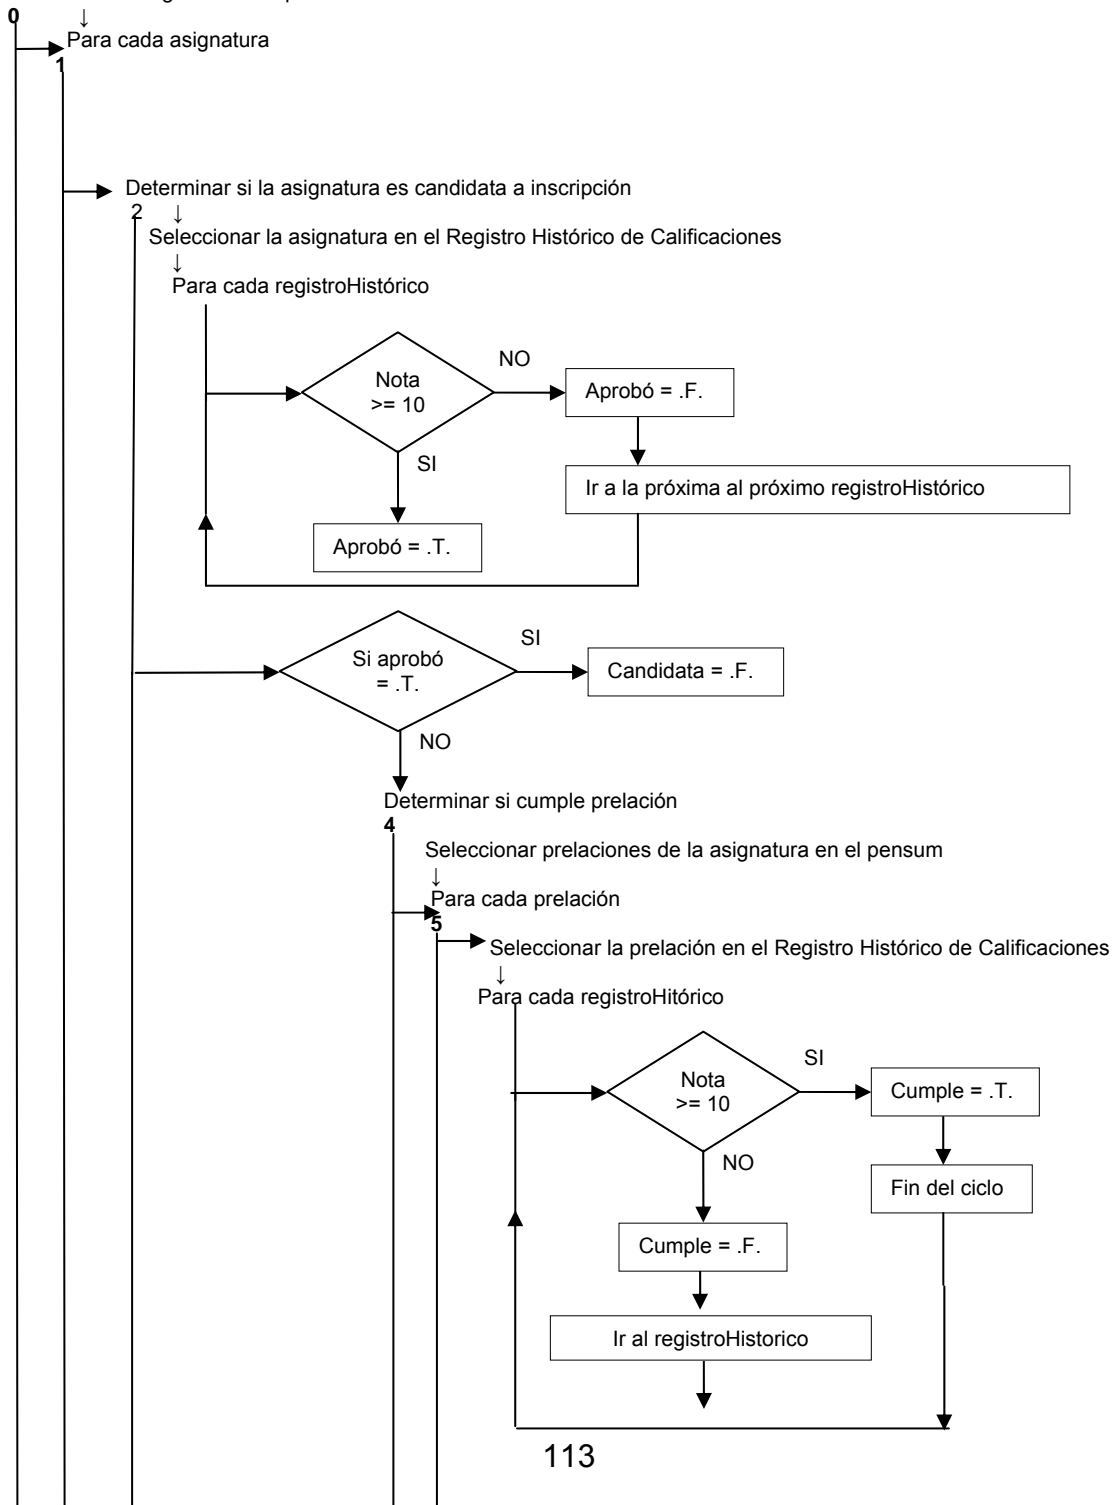 0
↓
Para cada asignatura
1
Determinar si la asignatura es candidata a inscripción
2
↓
Seleccionar la asignatura en el Registro Histórico de Calificaciones
↓
Para cada registroHistórico
NO
Nota
>= 10
Aprobó = .F.
SI
Ir a la próxima al próximo registroHistórico
Aprobó = .T.
SI
Si aprobó
= .T.
Candidata = .F.
NO
Determinar si cumple prelación
4
Seleccionar prelaciones de la asignatura en el pensum
↓
Para cada prelación
5
Seleccionar la prelación en el Registro Histórico de Calificaciones
↓
Para cada registroHitórico
SI
Nota
>= 10
Cumple = .T.
NO
Fin del ciclo
Cumple = .F.
Ir al registroHistorico
113